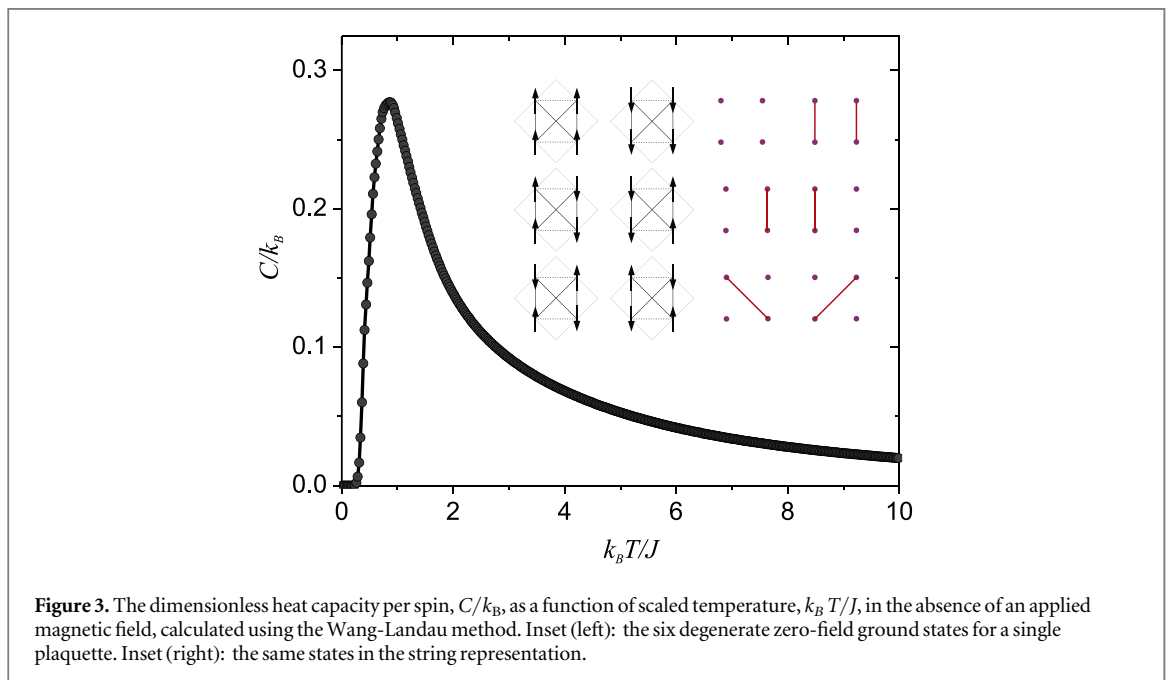 0.3
0.2
0.1
0.0
C/k_B
0 2 4 6 8 10
k_B T/J
Figure 3. The dimensionless heat capacity per spin, C/k_B, as a function of scaled temperature, k_B T/J, in the absence of an applied
magnetic field, calculated using the Wang-Landau method. Inset (left): the six degenerate zero-field ground states for a single
plaquette. Inset (right): the same states in the string representation.